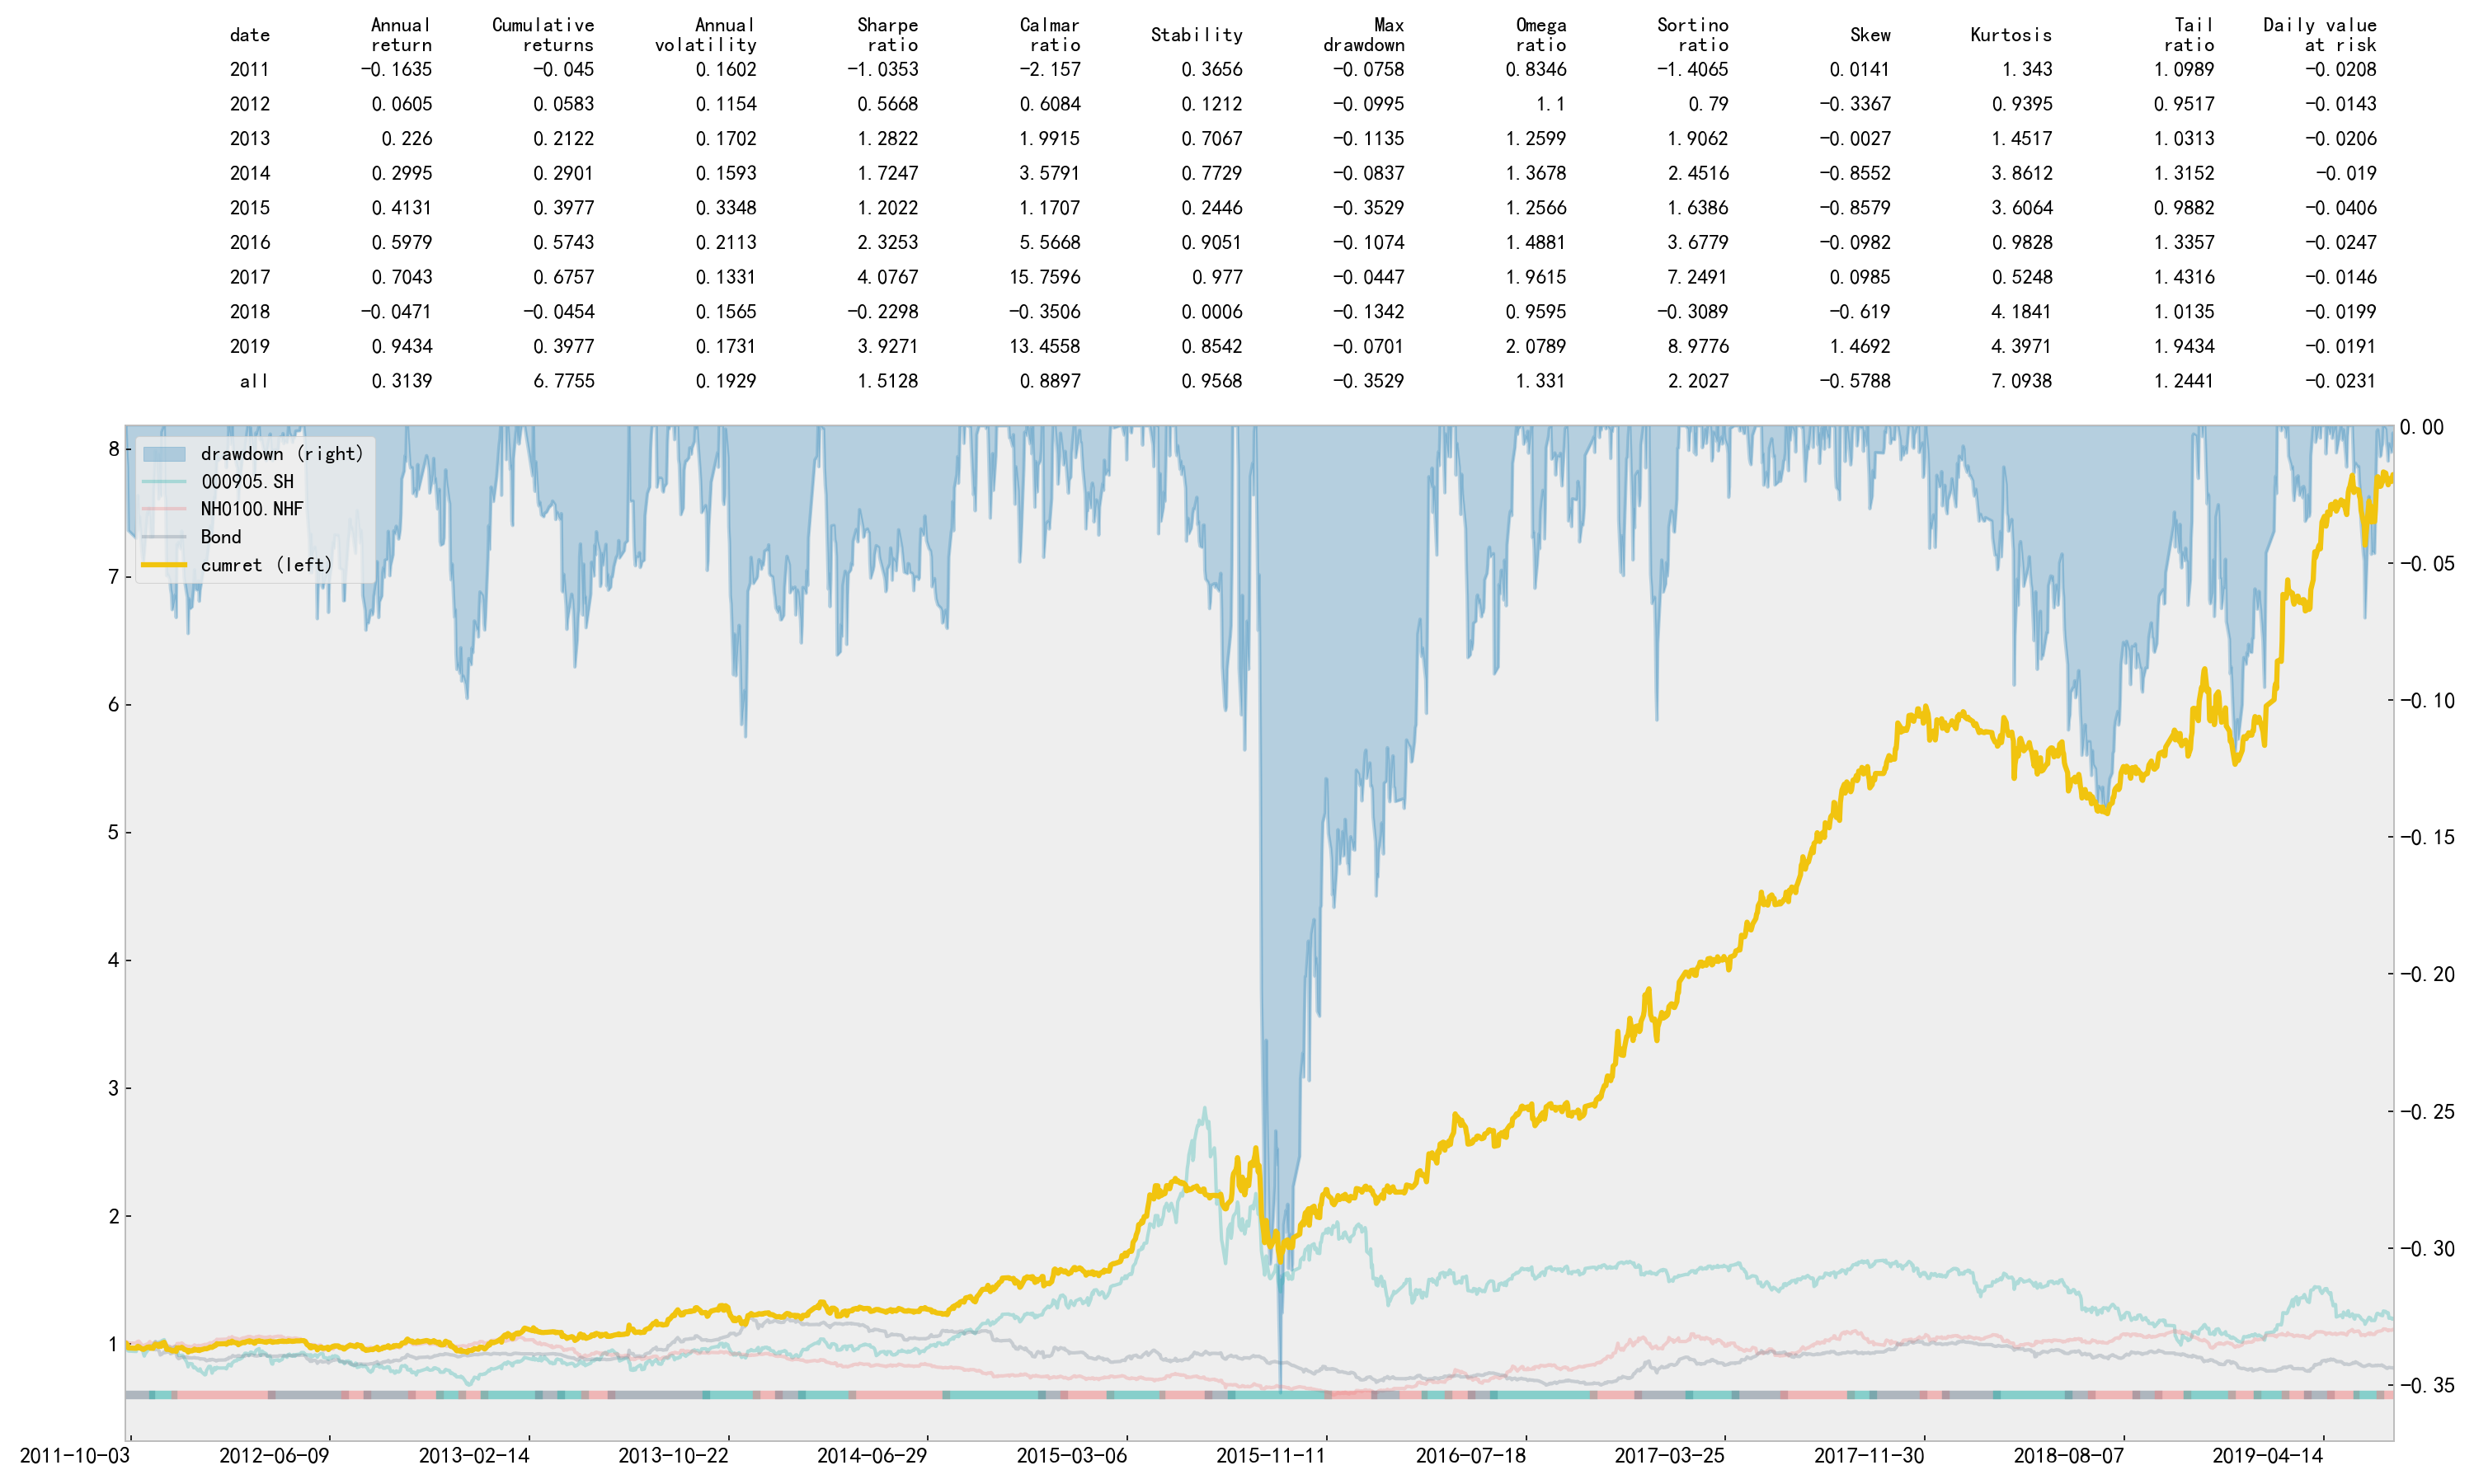 date Annual return Cumulative returns Annual volatility Sharpe ratio Calmar ratio Stability Max drawdown Omega ratio Sortino ratio Skew Kurtosis Tail ratio Daily value at risk
2011 -0.1635 -0.045 0.1602 -1.0353 -2.157 0.3656 -0.0758 0.8346 -1.4065 0.0141 1.343 1.0989 -0.0208
2012 0.0605 0.0583 0.1154 0.5668 0.6084 0.1212 -0.0995 1.1 0.79 -0.3367 0.9395 0.9517 -0.0143
2013 0.226 0.2122 0.1702 1.2822 1.9915 0.7067 -0.1135 1.2599 1.9062 -0.0027 1.4517 1.0313 -0.0206
2014 0.2995 0.2901 0.1593 1.7247 3.5791 0.7729 -0.0837 1.3678 2.4516 -0.8552 3.8612 1.3152 -0.019
2015 0.4131 0.3977 0.3348 1.2022 1.1707 0.2446 -0.3529 1.2566 1.6386 -0.8579 3.6064 0.9882 -0.0406
2016 0.5979 0.5743 0.2113 2.3253 5.5668 0.9051 -0.1074 1.4881 3.6779 -0.0982 0.9828 1.3357 -0.0247
2017 0.7043 0.6757 0.1331 4.0767 15.7596 0.977 -0.0447 1.9615 7.2491 0.0985 0.5248 1.4316 -0.0146
2018 -0.0471 -0.0454 0.1565 -0.2298 -0.3506 0.0006 -0.1342 0.9595 -0.3089 -0.619 4.1841 1.0135 -0.0199
2019 0.9434 0.3977 0.1731 3.9271 13.4558 0.8542 -0.0701 2.0789 8.9776 1.4692 4.3971 1.9434 -0.0191
all 0.3139 6.7755 0.1929 1.5128 0.8897 0.9568 -0.3529 1.331 2.2027 -0.5788 7.0938 1.2441 -0.0231
drawdown (right)
000905.SH
NH0100.NHF
Bond
cumret (left)
8
7
6
5
4
3
2
1
0.00
-0.05
-0.10
-0.15
-0.20
-0.25
-0.30
-0.35
2011-10-03 2012-06-09 2013-02-14 2013-10-22 2014-06-29 2015-03-06 2015-11-11 2016-07-18 2017-03-25 2017-11-30 2018-08-07 2019-04-14